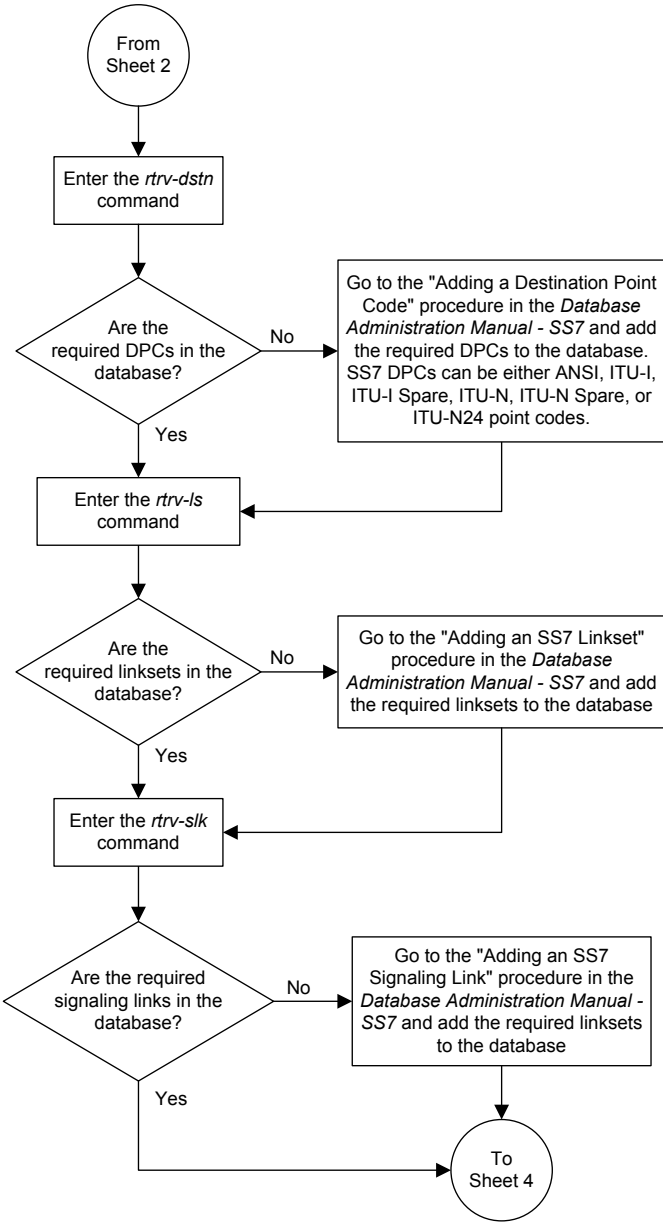 From
Sheet 2
Enter the rtrv-dstn
command
Are the
required DPCs in the
database?
No
Go to the "Adding a Destination Point
Code" procedure in the Database
Administration Manual - SS7 and add
the required DPCs to the database.
SS7 DPCs can be either ANSI, ITU-I,
ITU-I Spare, ITU-N, ITU-N Spare, or
ITU-N24 point codes.
Yes
Enter the rtrv-ls
command
Are the
required linksets in the
database?
No
Go to the "Adding an SS7 Linkset"
procedure in the Database
Administration Manual - SS7 and add
the required linksets to the database
Yes
Enter the rtrv-slk
command
Are the required
signaling links in the
database?
No
Go to the "Adding an SS7
Signaling Link" procedure in the
Database Administration Manual -
SS7 and add the required linksets
to the database
Yes
To
Sheet 4